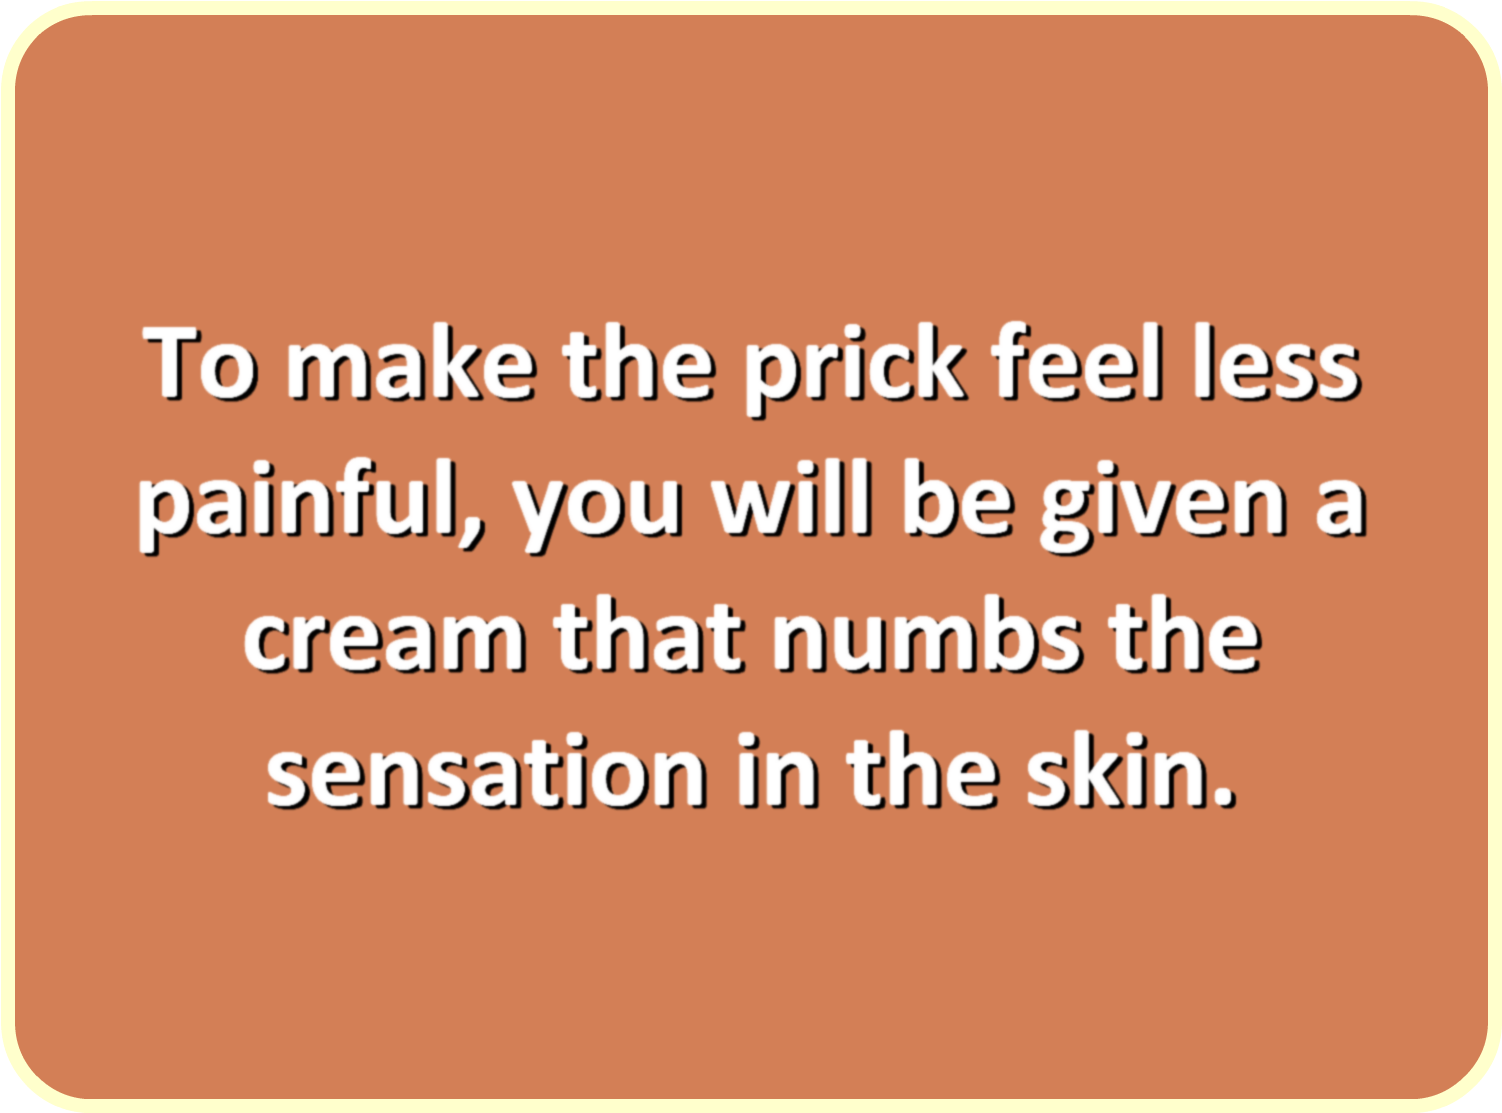 To make the prick feel less
painful, you will be given a
cream that numbs the
sensation in the skin.